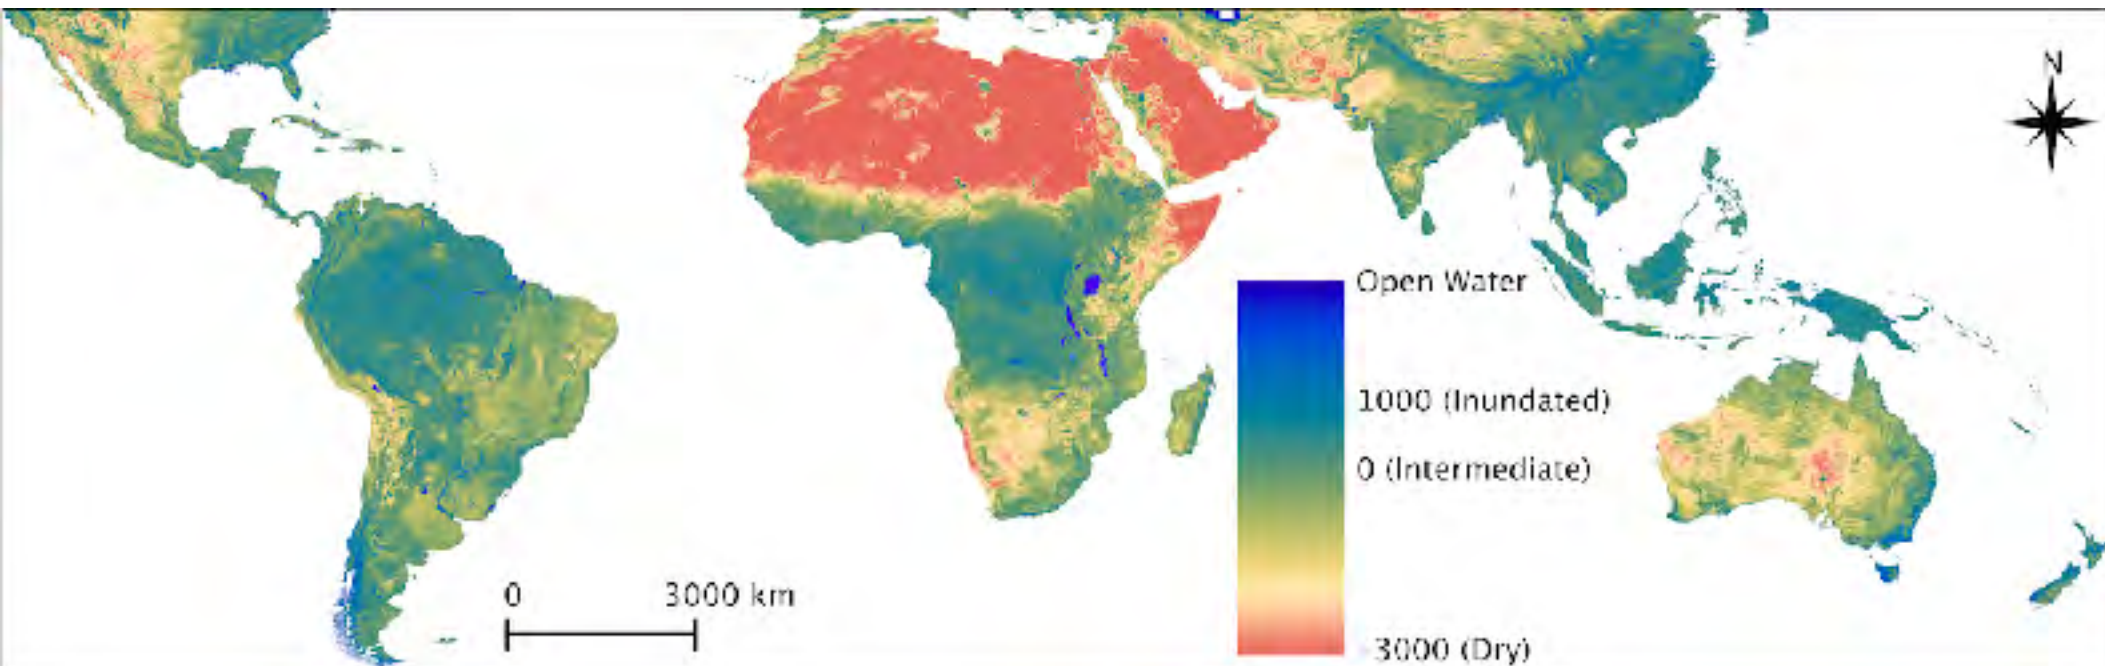 N
Open Water
1000 (Inundated)
0 (Intermediate)
-3000 (Dry)
0 3000 km